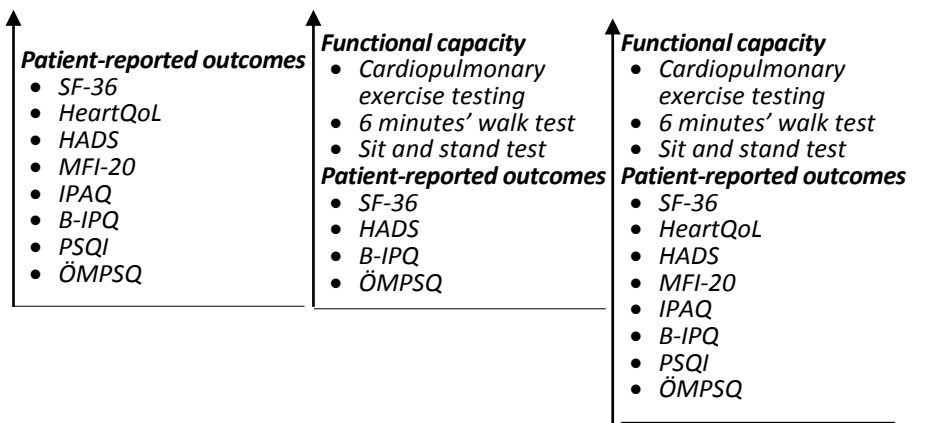 Patient-reported outcomes
• SF-36
• HeartQoL
• HADS
• MFI-20
• IPAQ
• B-IPQ
• PSQI
• ÖMPSQ
Functional capacity
• Cardiopulmonary
exercise testing
• 6 minutes’ walk test
• Sit and stand test
Patient-reported outcomes
• SF-36
• HADS
• B-IPQ
• ÖMPSQ
Functional capacity
• Cardiopulmonary
exercise testing
• 6 minutes’ walk test
• Sit and stand test
Patient-reported outcomes
• SF-36
• HeartQoL
• HADS
• MFI-20
• IPAQ
• B-IPQ
• PSQI
• ÖMPSQ